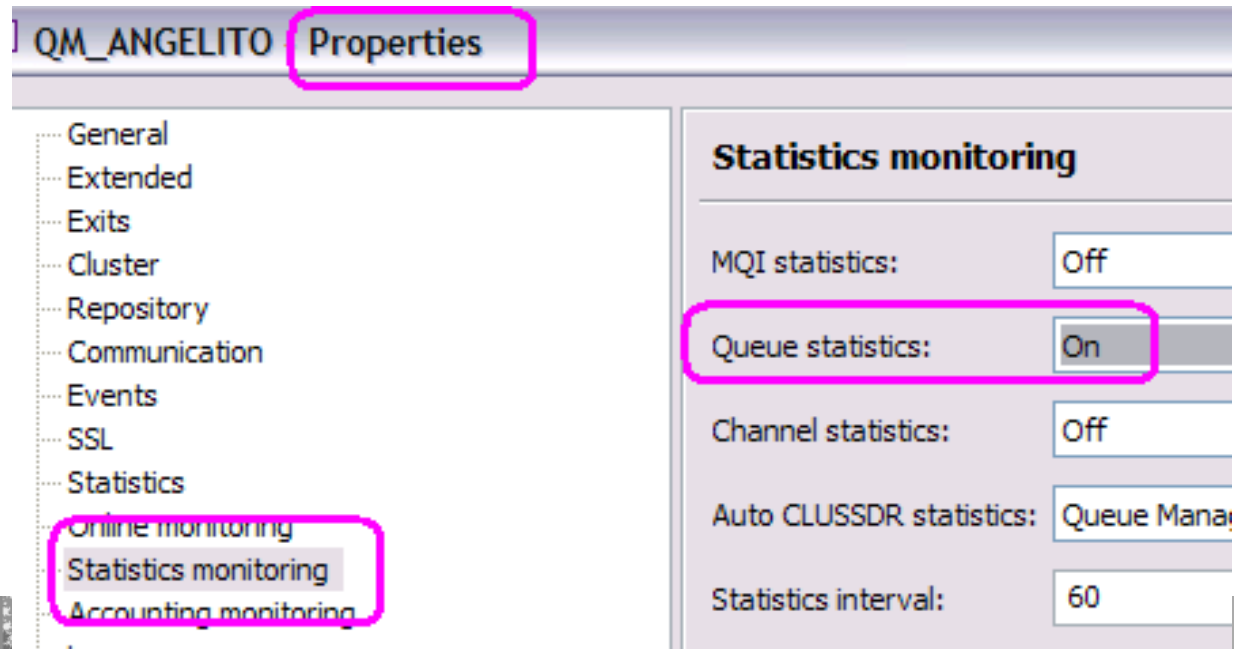 QM_ANGELITO Properties
General
Extended
Exits
Cluster
Repository
Communication
Events
SSL
Statistics
Online monitoring
Statistics monitoring
Accounting monitoring
Statistics monitoring
MQI statistics: Off
Queue statistics: On
Channel statistics: Off
Auto CLUSSDR statistics: Queue Manag
Statistics interval: 60